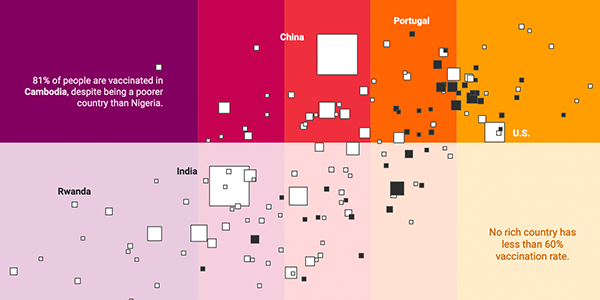 Portugal
China
81% of people are vaccinated in
Cambodia, despite being a poorer
country than Nigeria.
U.S.
India
Rwanda
No rich country has
less than 60%
vaccination rate.